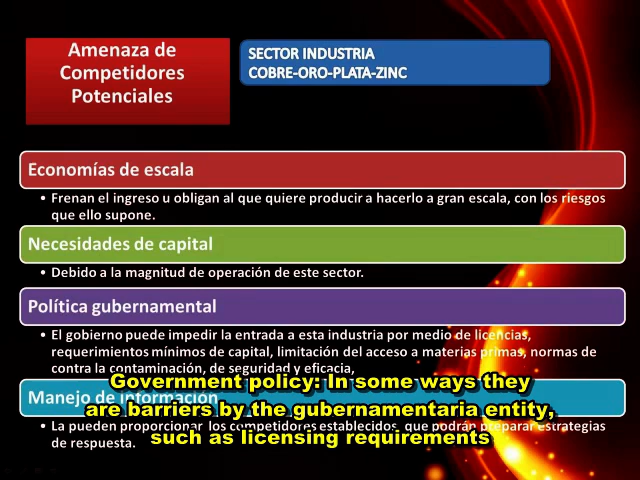 Amenaza de
Competidores
Potenciales
SECTOR INDUSTRIA
COBRE-ORO-PLATA-ZINC
Economías de escala
• Frenan el ingreso u obligan al que quiere producir a hacerlo a gran escala, con los riesgos
que ello supone.
Necesidades de capital
• Debido a la magnitud de operación de este sector.
Política gubernamental
• El gobierno puede impedir la entrada a esta industria por medio de licencias,
requerimientos mínimos de capital, limitación del acceso a materias primas, normas de
contra la contaminación, de seguridad y eficacia,
Manejo de información
• La pueden proporcionar los competidores establecidos, que podrán preparar estrategias
de respuesta.
Government policy: In some ways they
are barriers by the gubernamentaria entity,
such as licensing requirements